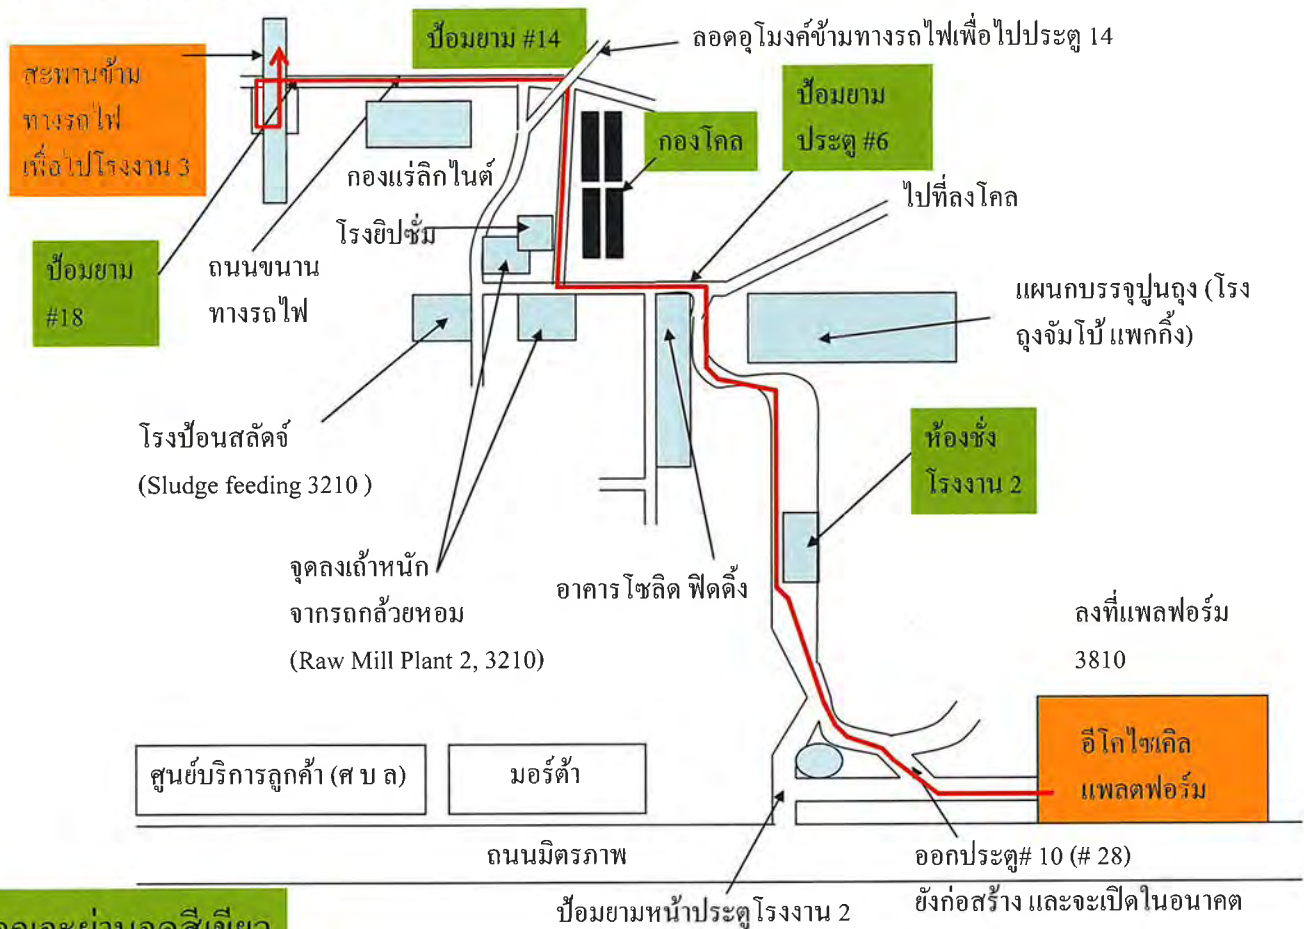 ป้อมยาม #14
ลอดอุโมงค์ข้ามทางรถไฟเพื่อไปประตู 14
สะพานข้าม
ทางรถไฟ
เพื่อไปโรงงาน 3
ป้อมยาม
ประตู #6
กองโคล
กองแร่ลิกไนต์
ไปที่ลงโคล
โรงยิปซั่ม
ป้อมยาม
#18
ถนนขนาน
ทางรถไฟ
แผนกบรรจุปูนถุง (โรง
ถุงจัมโบ้ แพกกิ้ง)
โรงป้อนสลัดจ์
(Sludge feeding 3210 )
ห้องชั่ง
โรงงาน 2
จุดลงเถ้าหนัก
จากรถกล้วยหอม
(Raw Mill Plant 2, 3210)
อาคารโซลิด ฟิดดิ้ง
ลงที่แพลฟอร์ม
3810
อีโคไซเคิล
แพลตฟอร์ม
ศูนย์บริการลูกค้า (ศ บ ล)
มอร์ต้า
ถนนมิตรภาพ
ออกประตู# 10 (# 28)
ยังก่อสร้าง และจะเปิดในอนาคต
ป้อมยามหน้าประตูโรงงาน 2